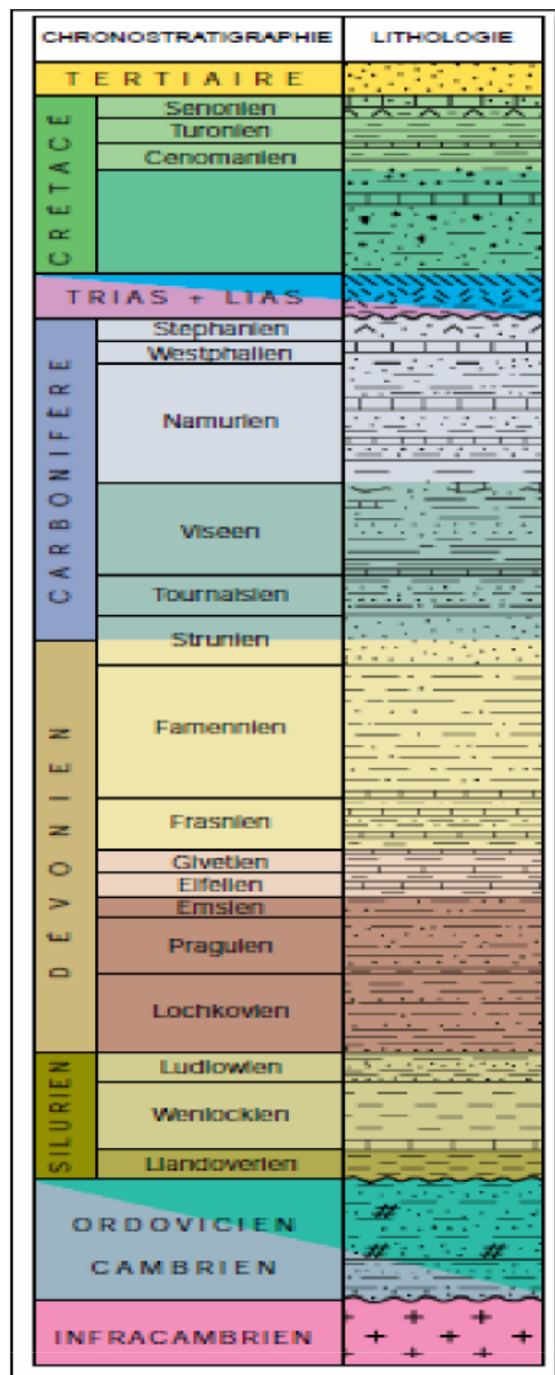 CHRONOSTRATIGRAPHIE LITHOLOGIE
TERTIAIRE
CRÉTACÉ
Senonien
Turonien
Cenomanien
TRIAS + LIAS
CARBONIFÈRE
Stephanien
Westphalien
Namurien
Viseen
Tournaisien
Strunien
DÉVONIEN
Famennien
Frasnien
Givetien
Eifelien
Emsien
Praguien
Lochkovien
SILURIEN
Ludlowien
Wenlockien
Llandoverien
ORDOVICIEN
CAMBRIEN
INFRACAMBRIEN